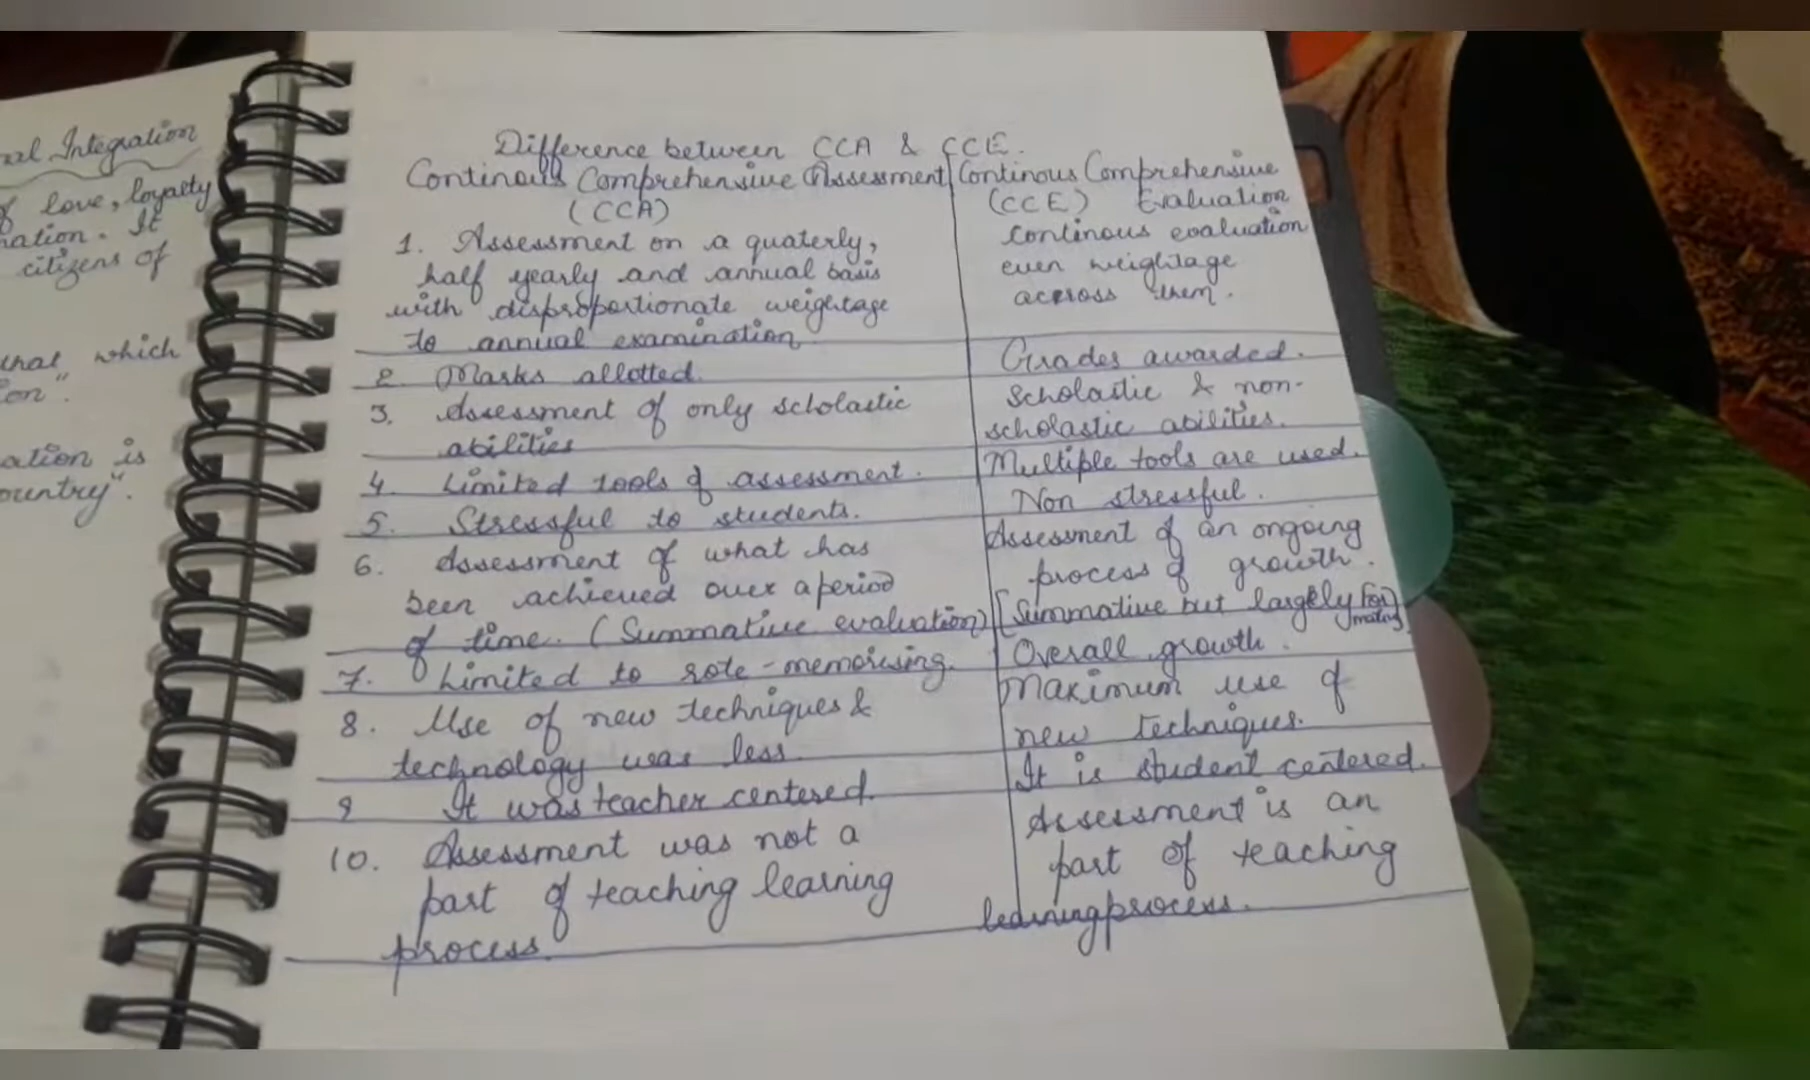 nal Integration
of love, loyalty
nation. It
citizens of
that, which
on".
ation is
ountry".
Difference between CCA & CCE.
Continous Comprehensive Assessment
(CCA)
Continous Comprehensive
(CCE) Evaluation
1. Assessment on a quaterly,
half yearly and annual basis
with disproportionate weightage
to annual examination
continous evaluation
even weightage
across them.
2. Marks allotted.
Grades awarded.
3. Assessment of only scholastic
abilities
Scholastic & non-
scholastic abilities.
4. Limited tools of assessment.
Multiple tools are used.
5. Stressful to students.
Non stressful.
6. Assessment of what has
been achieved over a period
of time. (Summative evaluation)
Assessment of an ongoing
process of growth.
[Summative but largely For
mating]
7. Limited to rote-memorising.
Overall growth.
8. Use of new techniques &
technology was less.
Maximum use of
new techniques.
9 It was teacher centered.
It is student centered.
10. Assessment was not a
part of teaching learning
process.
Assessment is an
part of teaching
learning process.